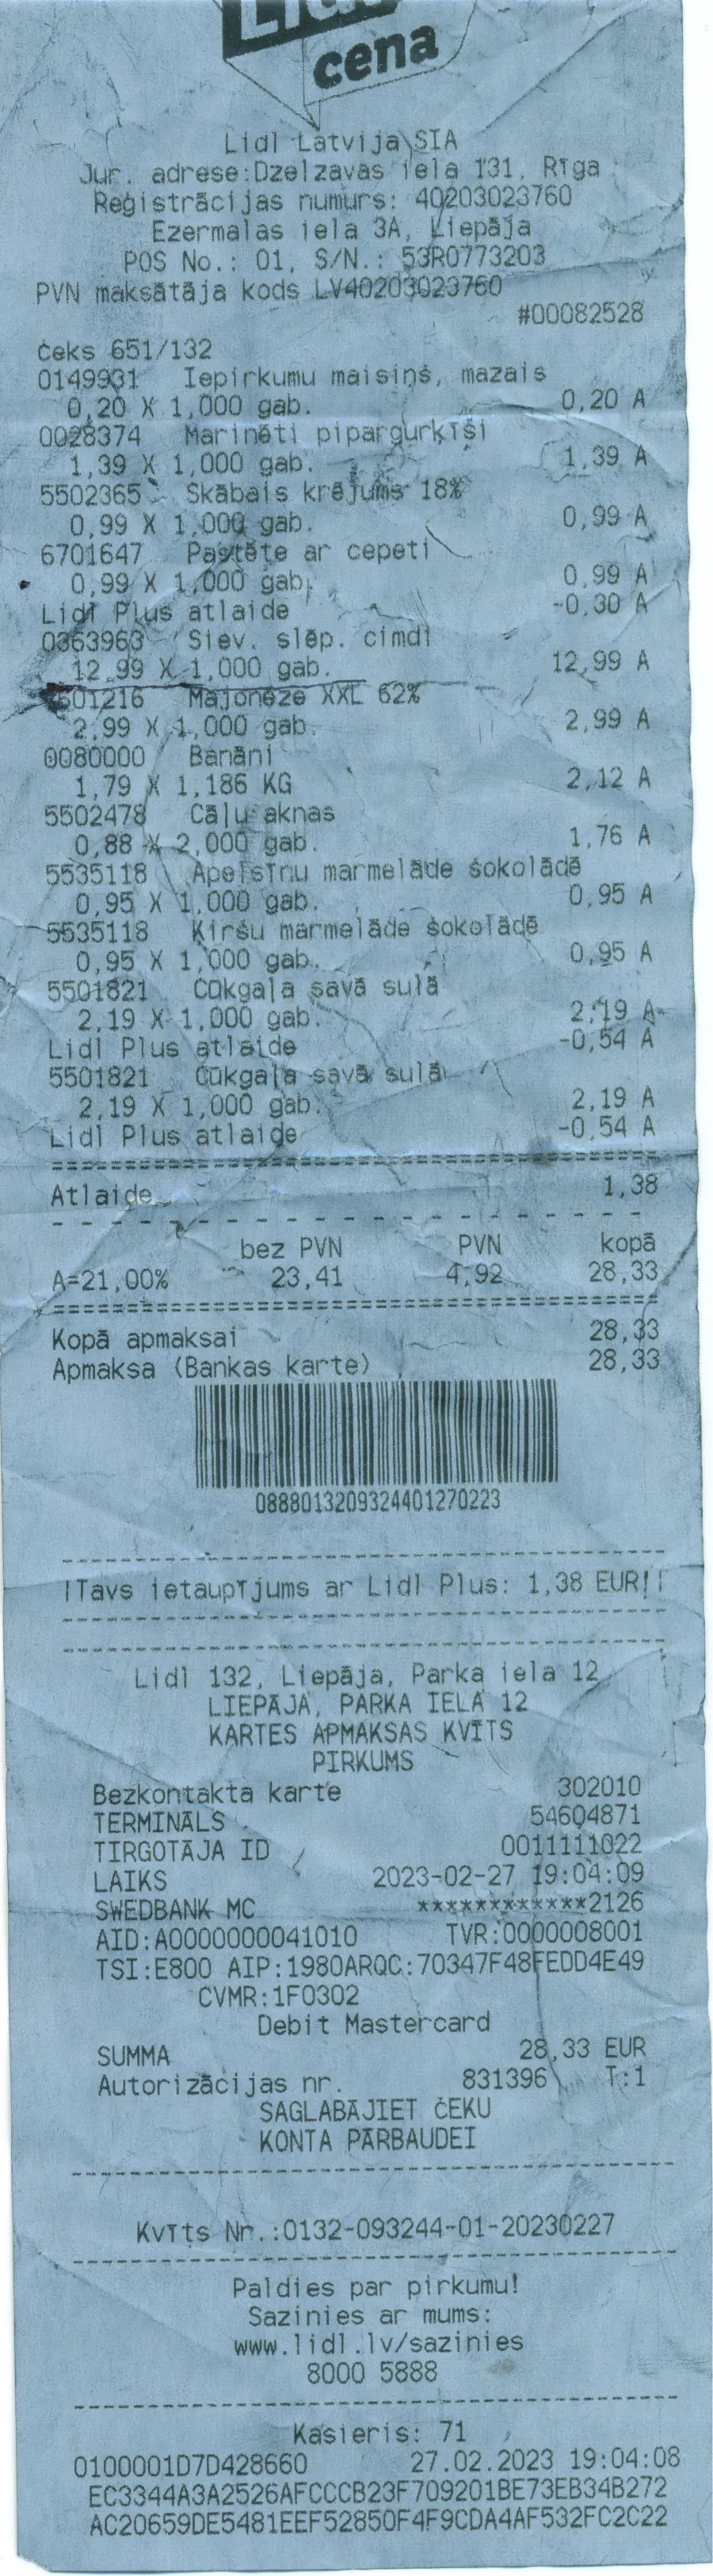 Lidl
cena
Lidl Latvija SIA
Jur. adrese:Dzelzavas iela 131, Rīga
Reģistrācijas numurs: 40203023760
Ezermalas iela 3A, Liepāja
POS No.: 01, S/N.: 53R0773203
PVN maksātāja kods LV40203023760
#00082528
čeks 651/132
0149931 Iepirkumu maisiņš, mazais
0,20 X 1,000 gab. 0,20 A
0028374 Marinēti pipargurķīši
1,39 X 1,000 gab. 1,39 A
5502365 Skābais krējums 18%
0,99 X 1,000 gab. 0,99 A
6701647 Pastēte ar cepeti
0,99 X 1,000 gab. 0,99 A
Lidl Plus atlaide -0,30 A
0363963 Siev. slēp. cimdi
12,99 X 1,000 gab. 12,99 A
5501216 Majonēze XXL 62%
2,99 X 1,000 gab. 2,99 A
0080000 Banāni
1,79 X 1,186 KG 2,12 A
5502478 Cāļu aknas
0,88 X 2,000 gab. 1,76 A
5535118 Apelsīnu marmelāde šokolādē
0,95 X 1,000 gab. 0,95 A
5535118 Ķiršu marmelāde šokolādē
0,95 X 1,000 gab. 0,95 A
5501821 Cūkgaļa savā sulā
2,19 X 1,000 gab. 2,19 A
Lidl Plus atlaide -0,54 A
5501821 Cūkgaļa savā sulā
2,19 X 1,000 gab. 2,19 A
Lidl Plus atlaide -0,54 A
Atlaide 1,38
bez PVN PVN kopā
A=21,00% 23,41 4,92 28,33
Kopā apmaksai 28,33
Apmaksa (Bankas karte) 28,33
0888013209324401270223
!Tavs ietaupījums ar Lidl Plus: 1,38 EUR!!
Lidl 132, Liepāja, Parka iela 12
LIEPĀJA, PARKA IELA 12
KARTES APMAKSAS KVĪTS
PIRKUMS
Bezkontakta karte 302010
TERMINĀLS 54604871
TIRGOTĀJA ID 0011111022
LAIKS 2023-02-27 19:04:09
SWEDBANK MC ************2126
AID:A0000000041010 TVR:0000008001
TSI:E800 AIP:1980ARQC:70347F48FEDD4E49
CVMR:1F0302
Debit Mastercard
SUMMA 28,33 EUR
Autorizācijas nr. 831396 T:1
SAGLABĀJIET ČEKU
KONTA PĀRBAUDEI
Kvīts Nr.:0132-093244-01-20230227
Paldies par pirkumu!
Sazinies ar mums:
www.lidl.lv/sazinies
8000 5888
Kasieris: 71
0100001D7D428660 27.02.2023 19:04:08
EC3344A3A2526AFCCCB23F709201BE73EB34B272
AC20659DE5481EEF52850F4F9CDA4AF532FC2C22